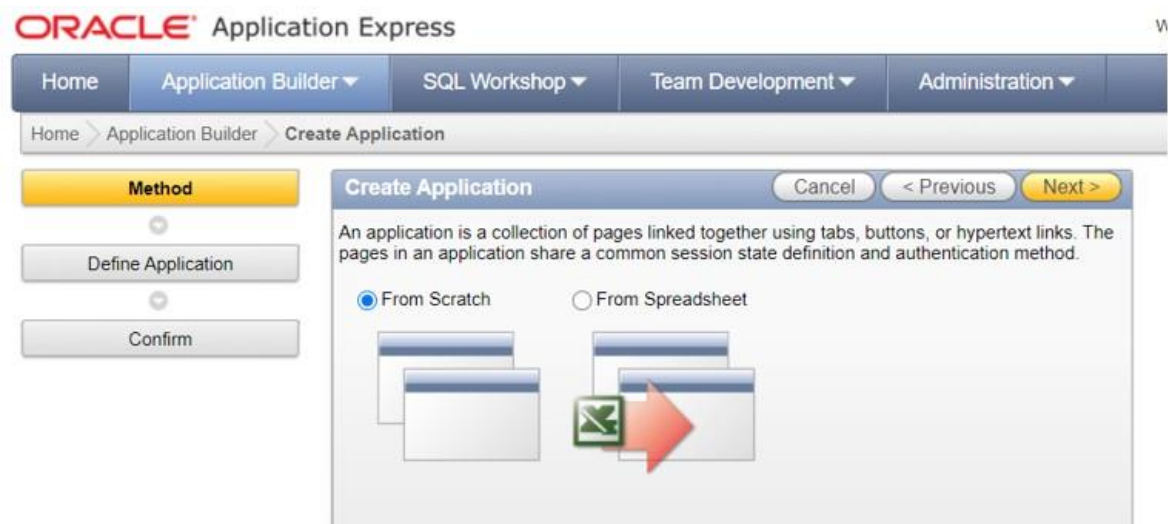 ORACLE Application Express
Home Application Builder SQL Workshop Team Development Administration
Home Application Builder Create Application
Method
Define Application
Confirm
Create Application Cancel < Previous Next >
An application is a collection of pages linked together using tabs, buttons, or hypertext links. The
pages in an application share a common session state definition and authentication method.
From Scratch From Spreadsheet